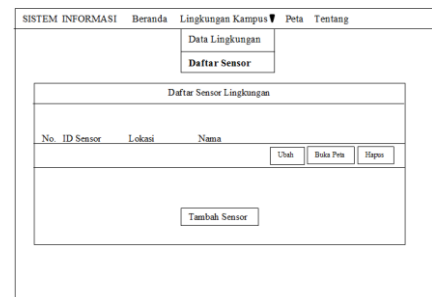 SISTEM INFORMASI Beranda Lingkungan Kampus Peta Tentang
Data Lingkungan
Daftar Sensor
Daftar Sensor Lingkungan
No. ID Sensor Lokasi Nama
Ubah Buka Peta Hapus
Tambah Sensor